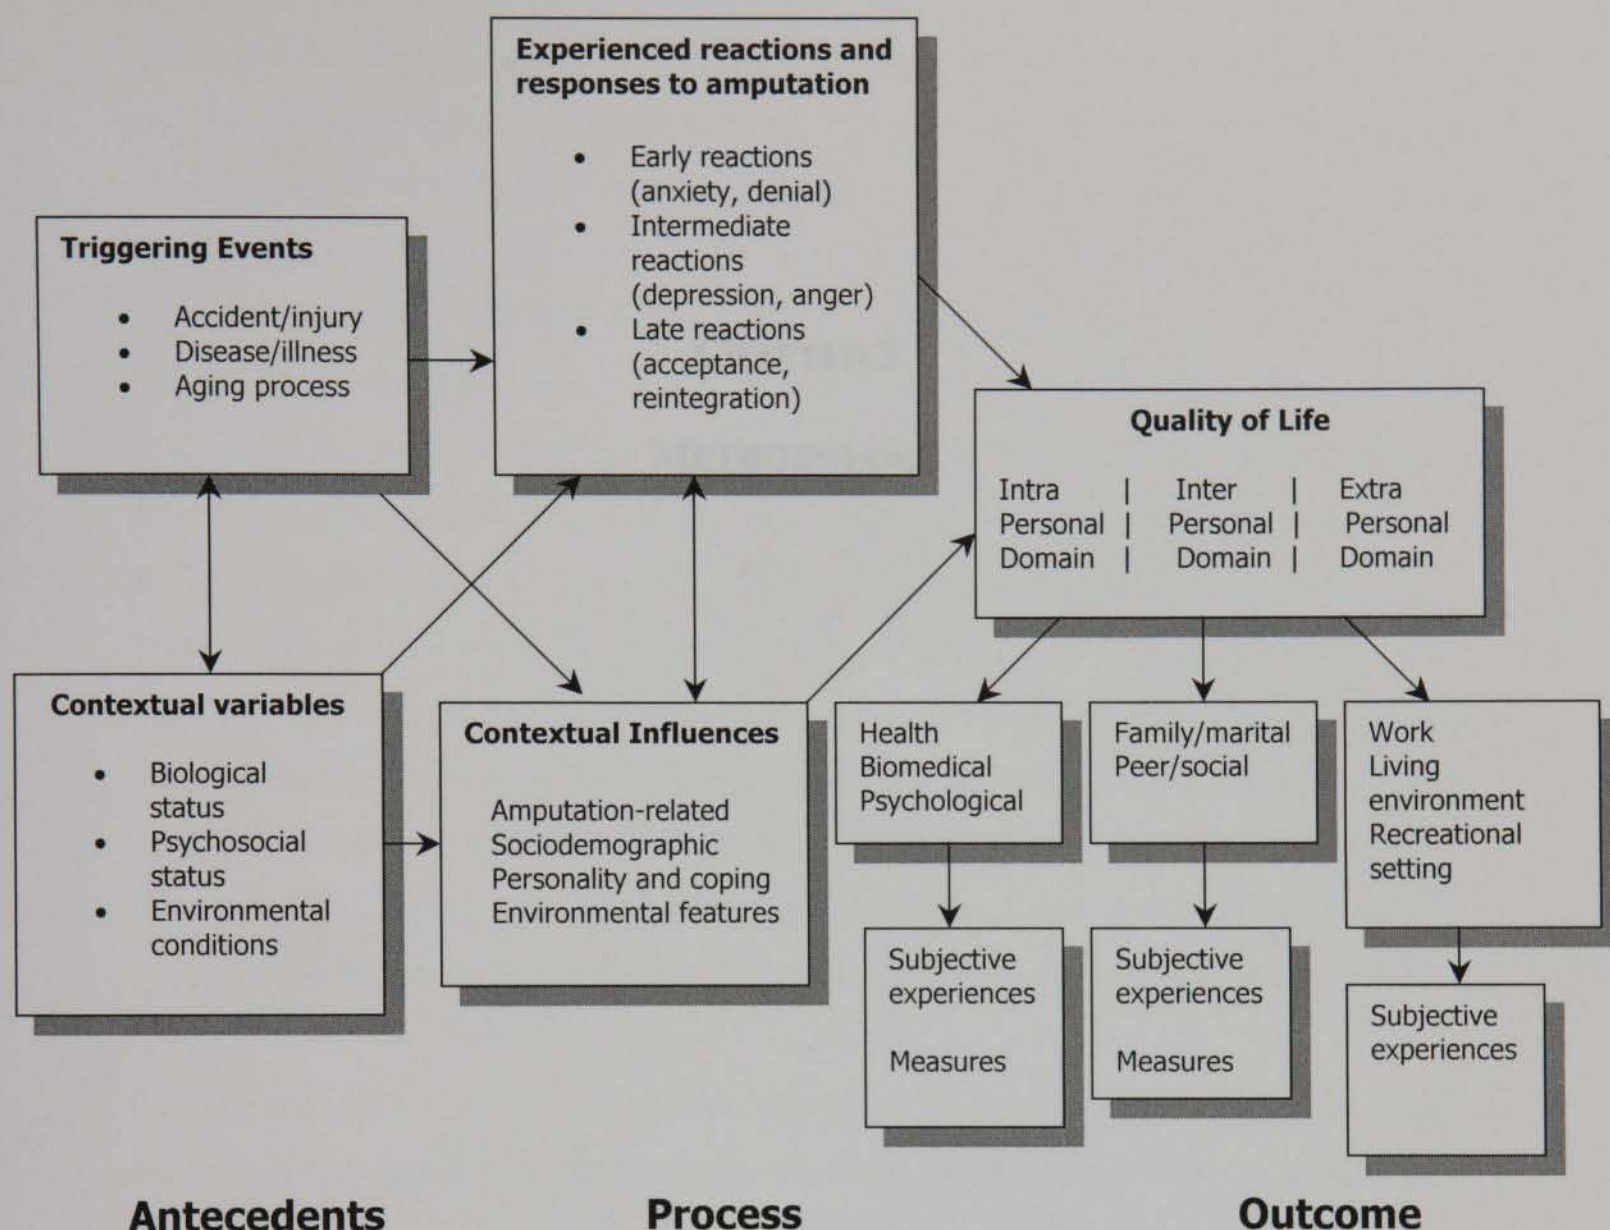 Experienced reactions and
responses to amputation
• Early reactions
(anxiety, denial)
• Intermediate
reactions
(depression, anger)
• Late reactions
(acceptance,
reintegration)
Triggering Events
• Accident/injury
• Disease/illness
• Aging process
Quality of Life
Intra | Inter | Extra
Personal | Personal | Personal
Domain | Domain | Domain
Contextual variables
• Biological
status
• Psychosocial
status
• Environmental
conditions
Contextual Influences
Amputation-related
Sociodemographic
Personality and coping
Environmental features
Health
Biomedical
Psychological
Family/marital
Peer/social
Work
Living
environment
Recreational
setting
Subjective
experiences
Measures
Subjective
experiences
Measures
Subjective
experiences
Antecedents
Process
Outcome